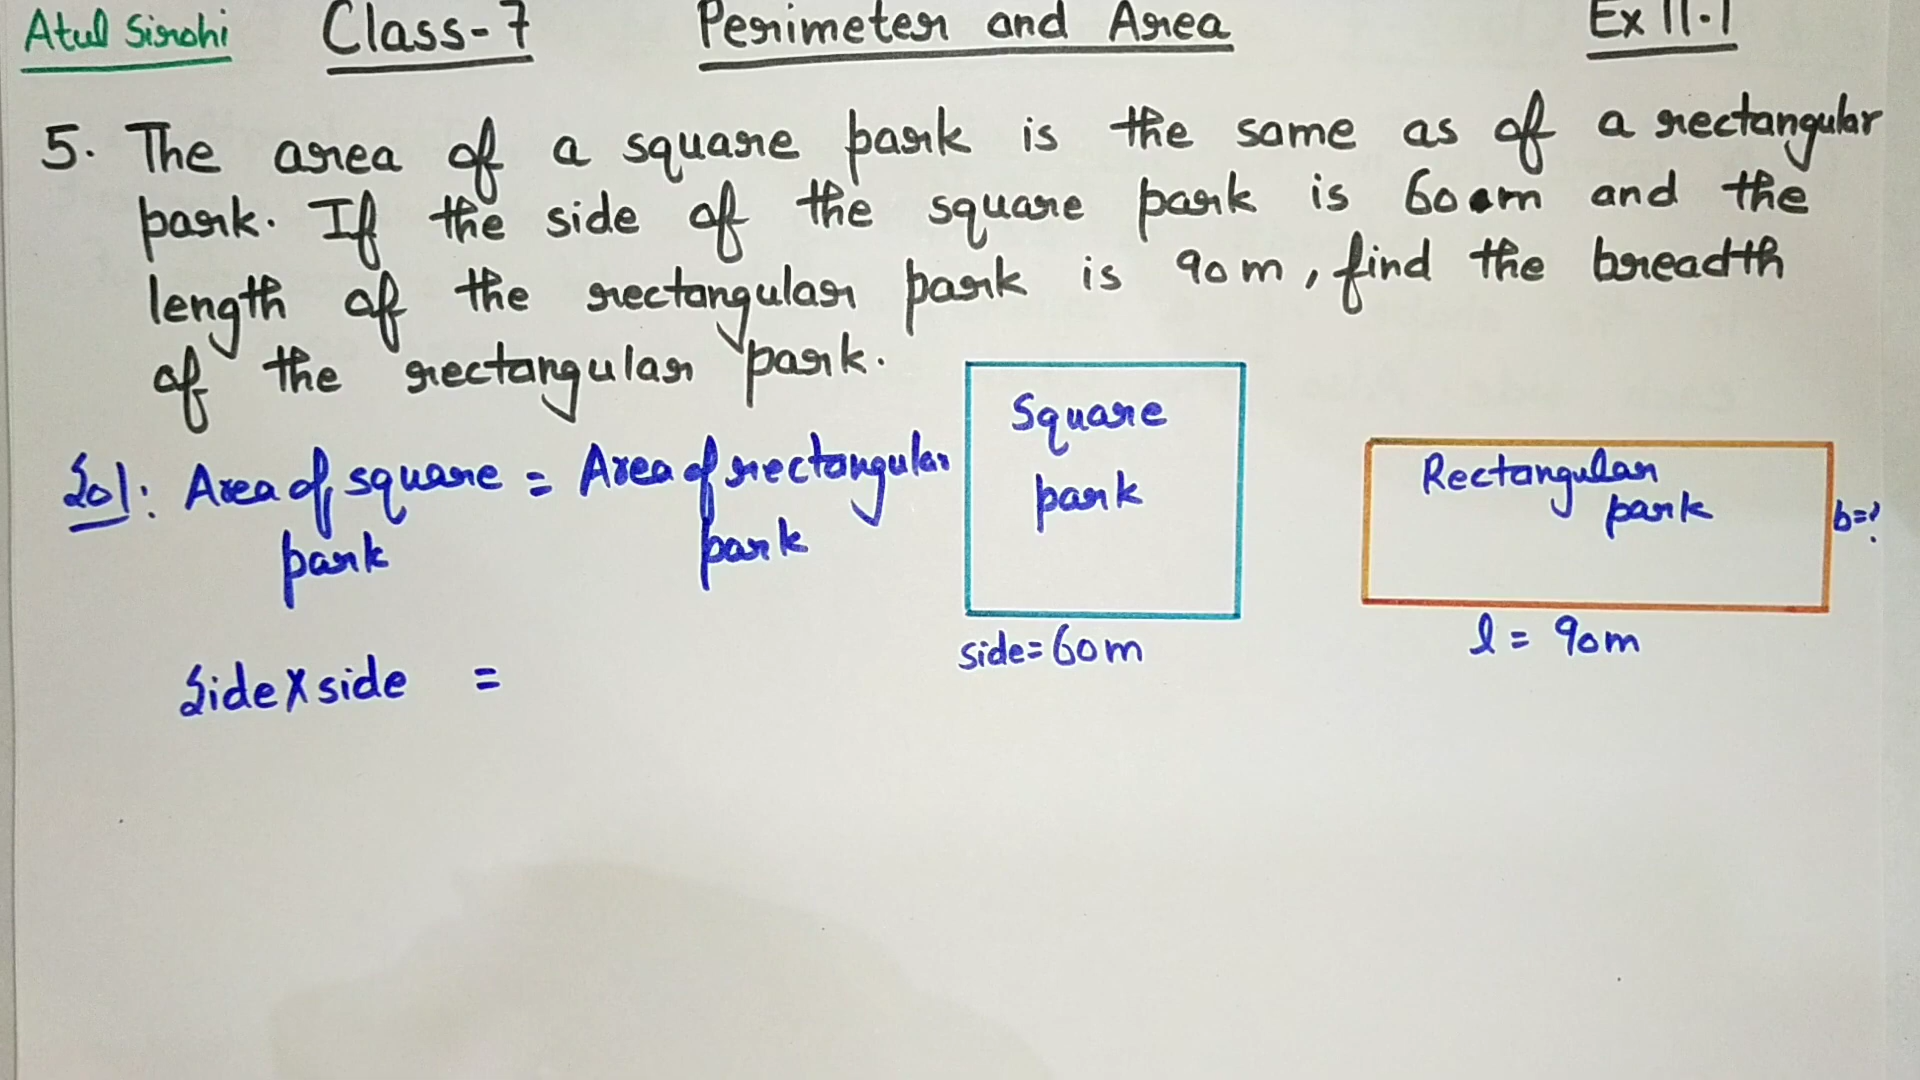 Atul Sirohi Class-7 Perimeter and Area Ex 11.1
5. The area of a square park is the same as of a rectangular
park. If the side of the square park is 60m and the
length of the rectangular park is 90m, find the breadth
of the rectangular park.
Square
park
Rectangular
park
b=?
side=60m
l = 90m
Sol: Area of square = Area of rectangular
park park
Side X side =